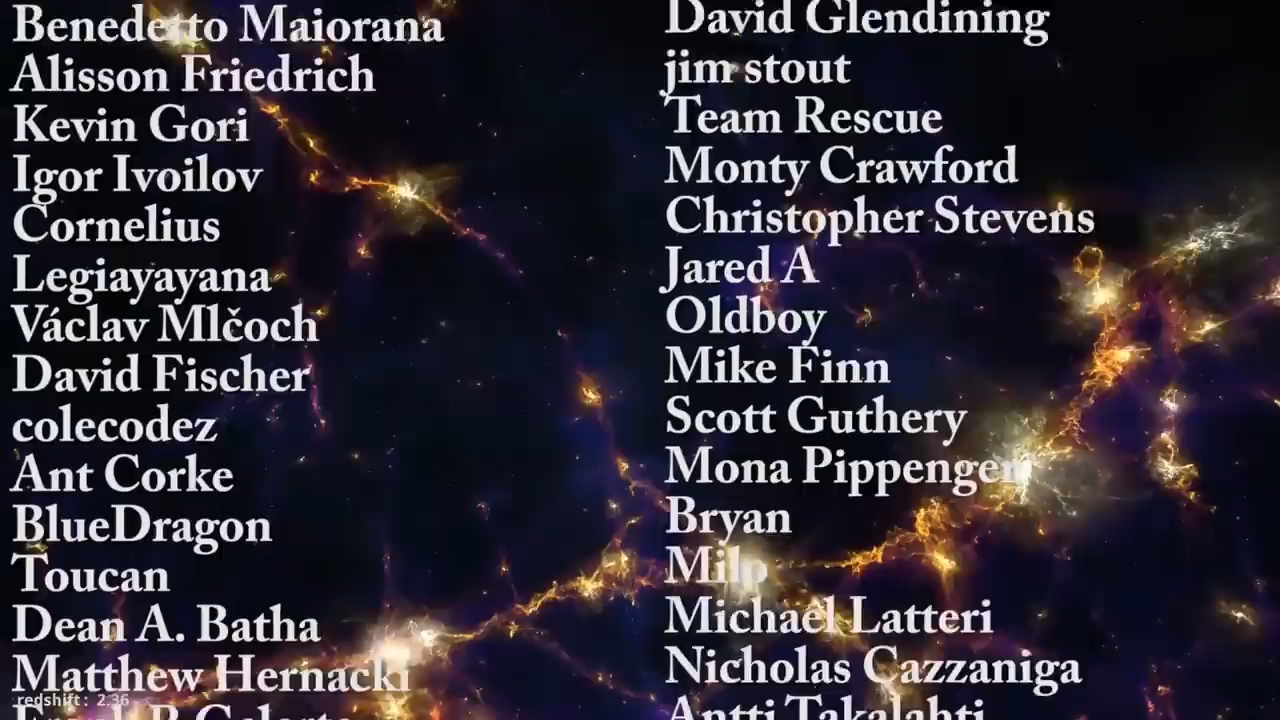 Benedetto Maiorana
Alisson Friedrich
Kevin Gori
Igor Ivoilov
Cornelius
Legiayayana
Václav Mlčoch
David Fischer
colecodez
Ant Corke
BlueDragon
Toucan
Dean A. Batha
Matthew Hernacki
redshift: 2.36
David Glendining
jim stout
Team Rescue
Monty Crawford
Christopher Stevens
Jared A
Oldboy
Mike Finn
Scott Guthery
Mona Pippenger
Bryan
Milo
Michael Latteri
Nicholas Cazzaniga
Antti Takalahti